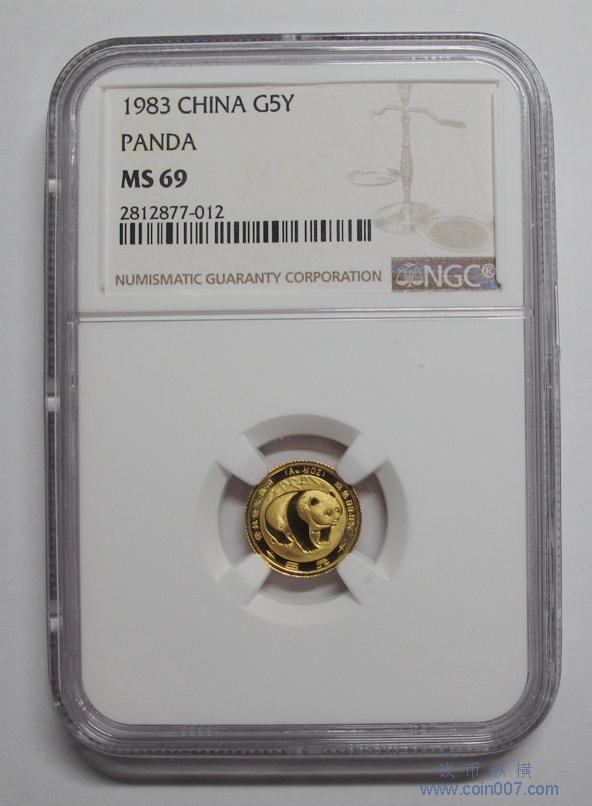 1983 CHINA G5Y
PANDA
MS 69
2812877-012
NUMISMATIC GUARANTY CORPORATION
NGC®
钱币纵横
www.coin007.com